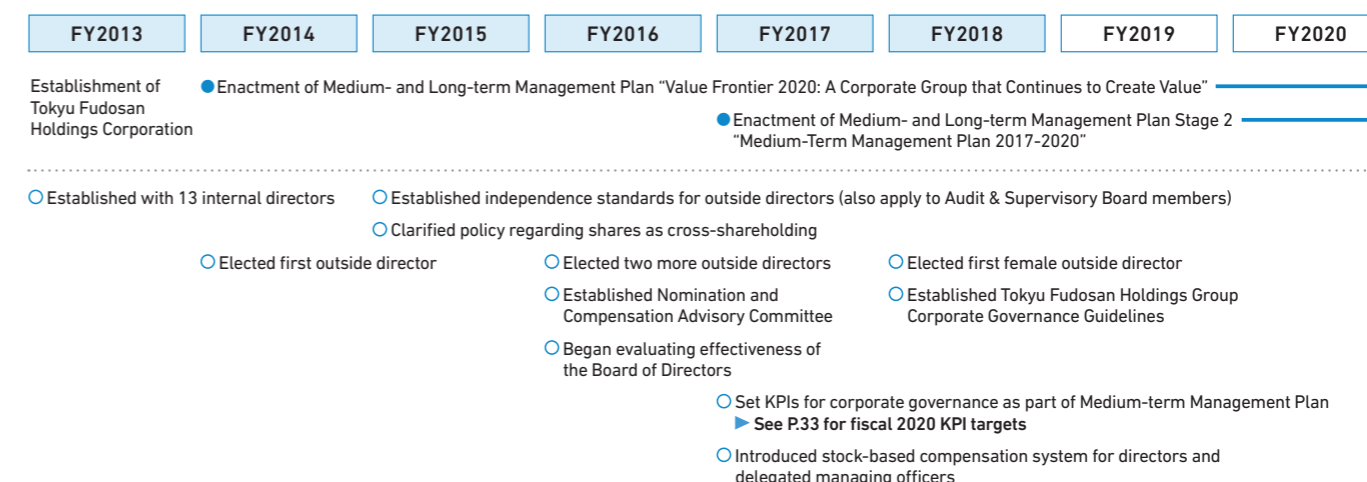 FY2013 FY2014 FY2015 FY2016 FY2017 FY2018 FY2019 FY2020
Establishment of
Tokyu Fudosan
Holdings Corporation
Enactment of Medium- and Long-term Management Plan “Value Frontier 2020: A Corporate Group that Continues to Create Value”
Enactment of Medium- and Long-term Management Plan Stage 2
“Medium-Term Management Plan 2017-2020”
Established with 13 internal directors
Established independence standards for outside directors (also apply to Audit & Supervisory Board members)
Clarified policy regarding shares as cross-shareholding
Elected first outside director
Elected two more outside directors
Elected first female outside director
Established Nomination and
Compensation Advisory Committee
Established Tokyu Fudosan Holdings Group
Corporate Governance Guidelines
Began evaluating effectiveness of
the Board of Directors
Set KPIs for corporate governance as part of Medium-term Management Plan
See P.33 for fiscal 2020 KPI targets
Introduced stock-based compensation system for directors and
delegated managing officers